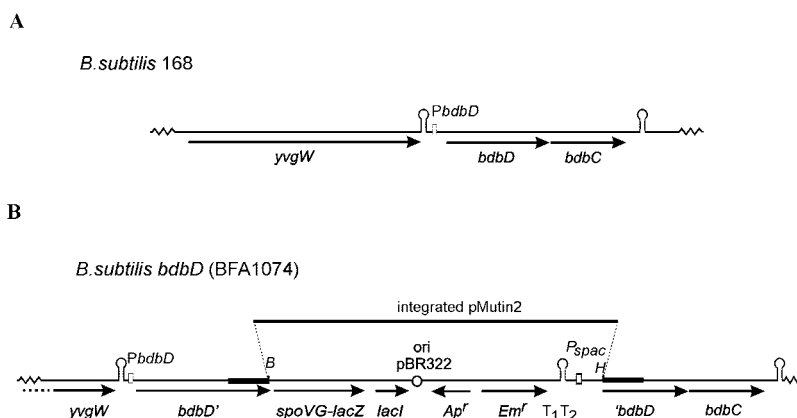 A
B.subtilis 168
PbdbD
yvgW bdbD bdbC
B
B.subtilis bdbD (BFA1074)
integrated pMutin2
ori
PbdbD B pBR322 Pspac H
yvgW bdbD' spoVG-lacZ lacI Apr Emr T1T2 'bdbD bdbC